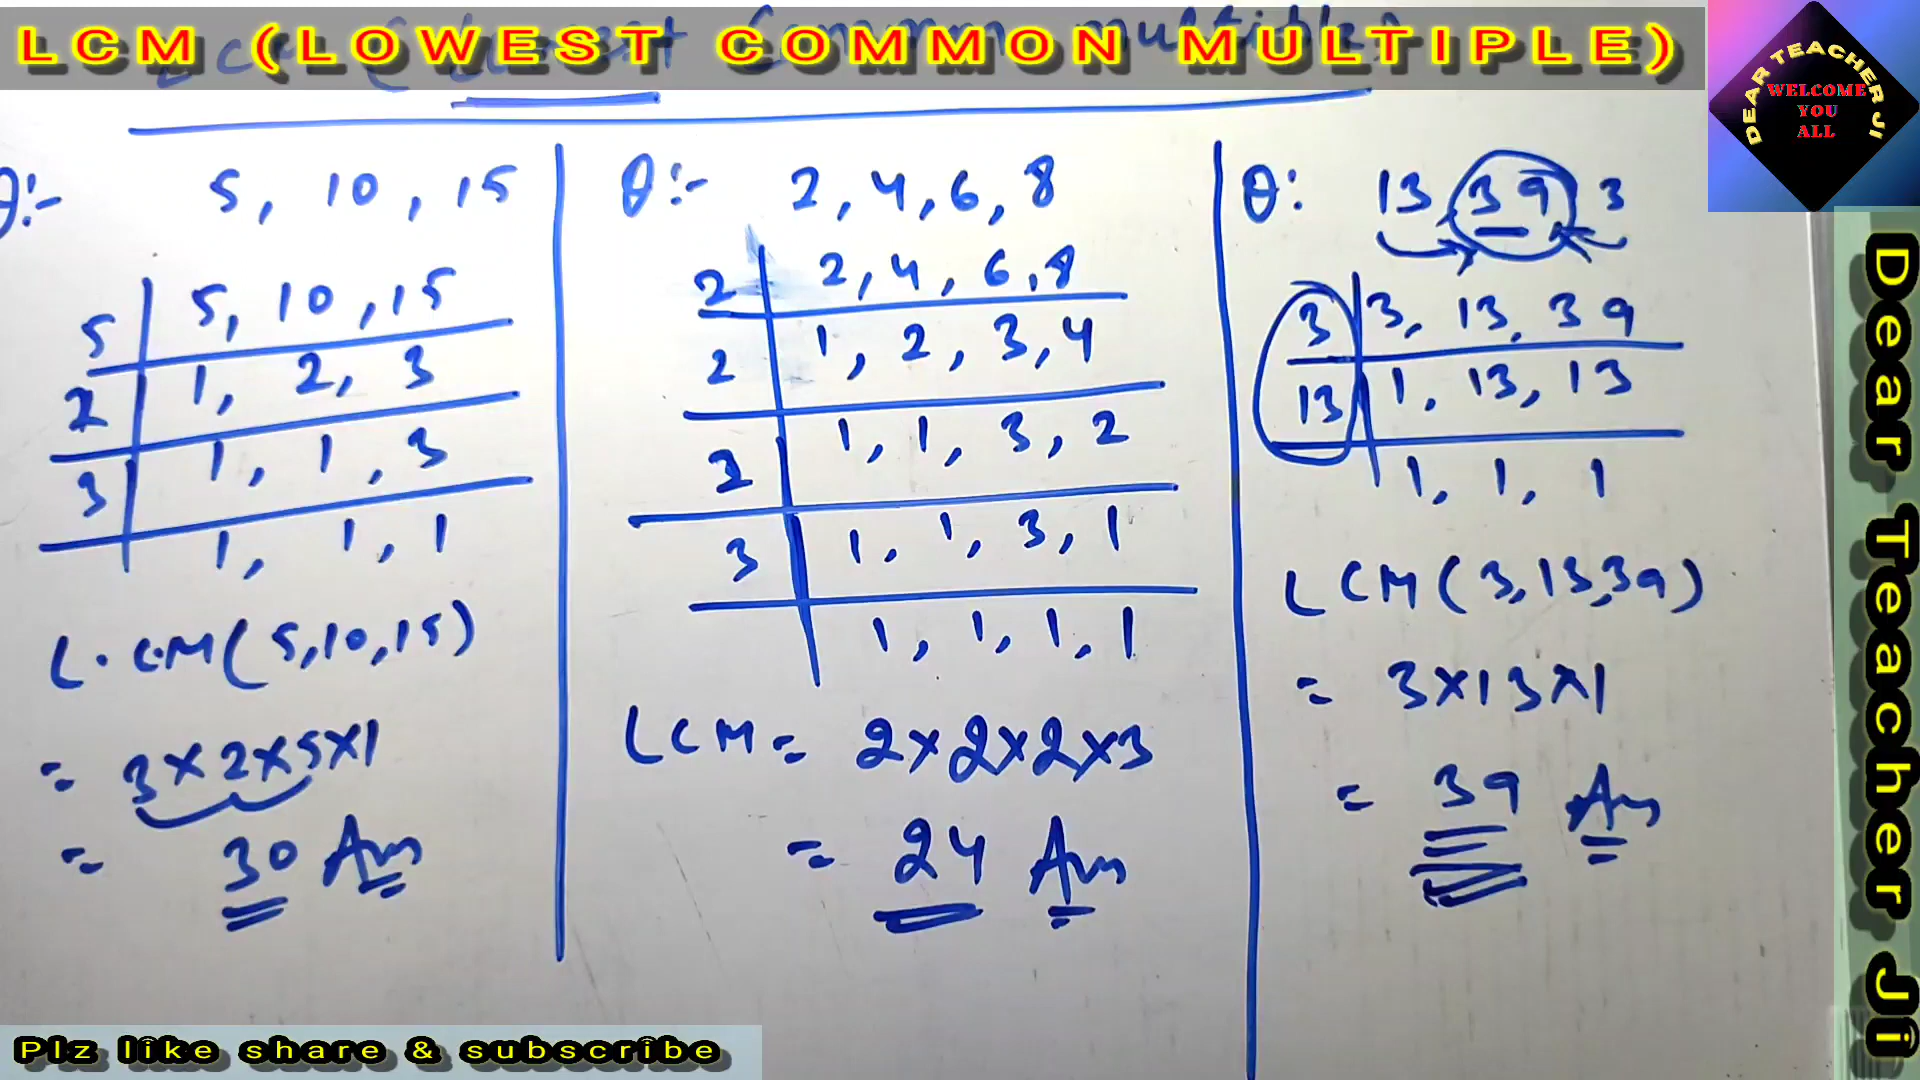 LCM (LOWEST COMMON MULTIPLE)
DEAR TEACHER JI
WELCOME
YOU
ALL
Q:- 5, 10, 15
5 | 5, 10, 15
2 | 1, 2, 3
3 | 1, 1, 3
1, 1, 1
L.C.M (5,10,15)
= 3×2×5×1
= 30 Ans
Q:- 2, 4, 6, 8
2 | 2, 4, 6, 8
2 | 1, 2, 3, 4
2 | 1, 1, 3, 2
3 | 1, 1, 3, 1
1, 1, 1, 1
LCM = 2×2×2×3
= 24 Ans
Q: 13, 39, 3
3 | 3, 13, 39
13 | 1, 13, 13
1, 1, 1
LCM (3,13,39)
= 3×13×1
= 39 Ans
Dear Teacher Ji
Plz like share & subscribe